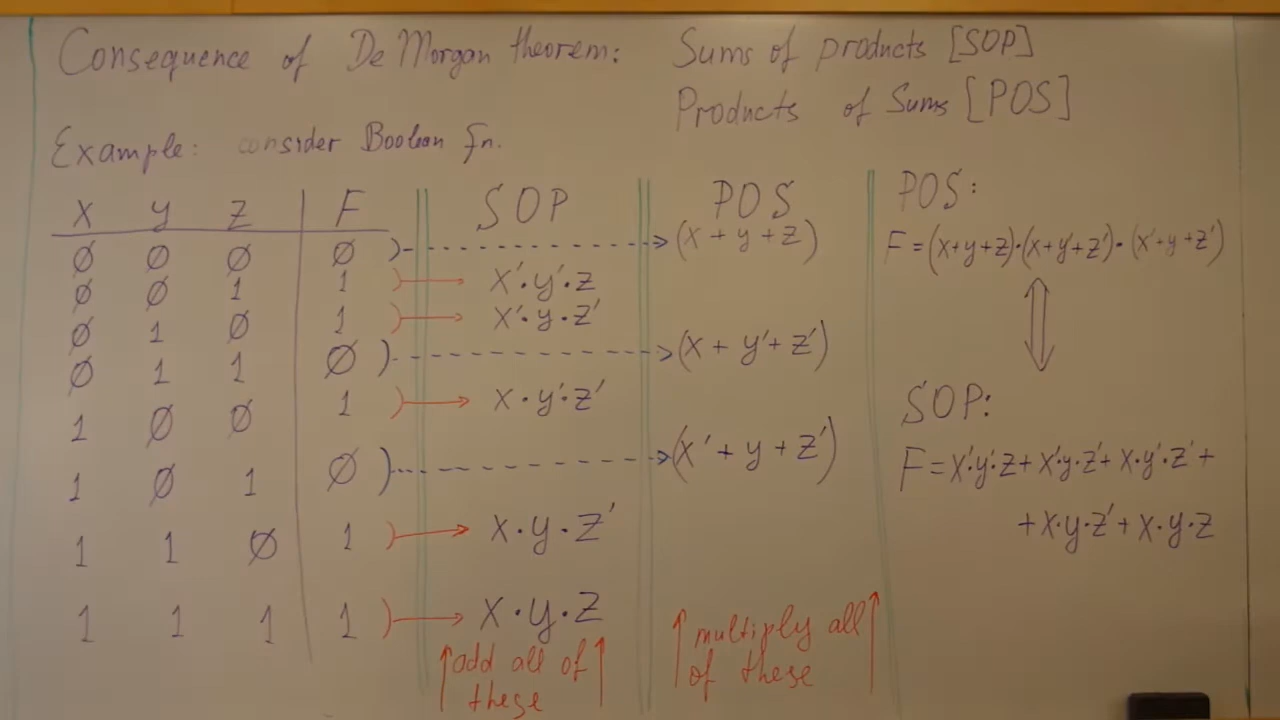 Consequence of De Morgan theorem: Sums of products [SOP]
Products of Sums [POS]
Example: consider Boolean Fn.
X y Z F SOP POS
Ø Ø Ø Ø (X + y + Z)
Ø Ø 1 1 X'·y'·Z
Ø 1 Ø 1 X'·y·Z'
Ø 1 1 Ø (X + y' + Z')
1 Ø Ø 1 X·y'·Z'
1 Ø 1 Ø (X' + y + Z')
1 1 Ø 1 X·y·Z'
1 1 1 1 X·y·Z
add all of
these
multiply all
of these
POS:
F = (X+y+Z)·(X+y'+Z')·(X'+y+Z')
SOP:
F = X'·y'·Z + X'·y·Z' + X·y'·Z' +
+ X·y·Z' + X·y·Z